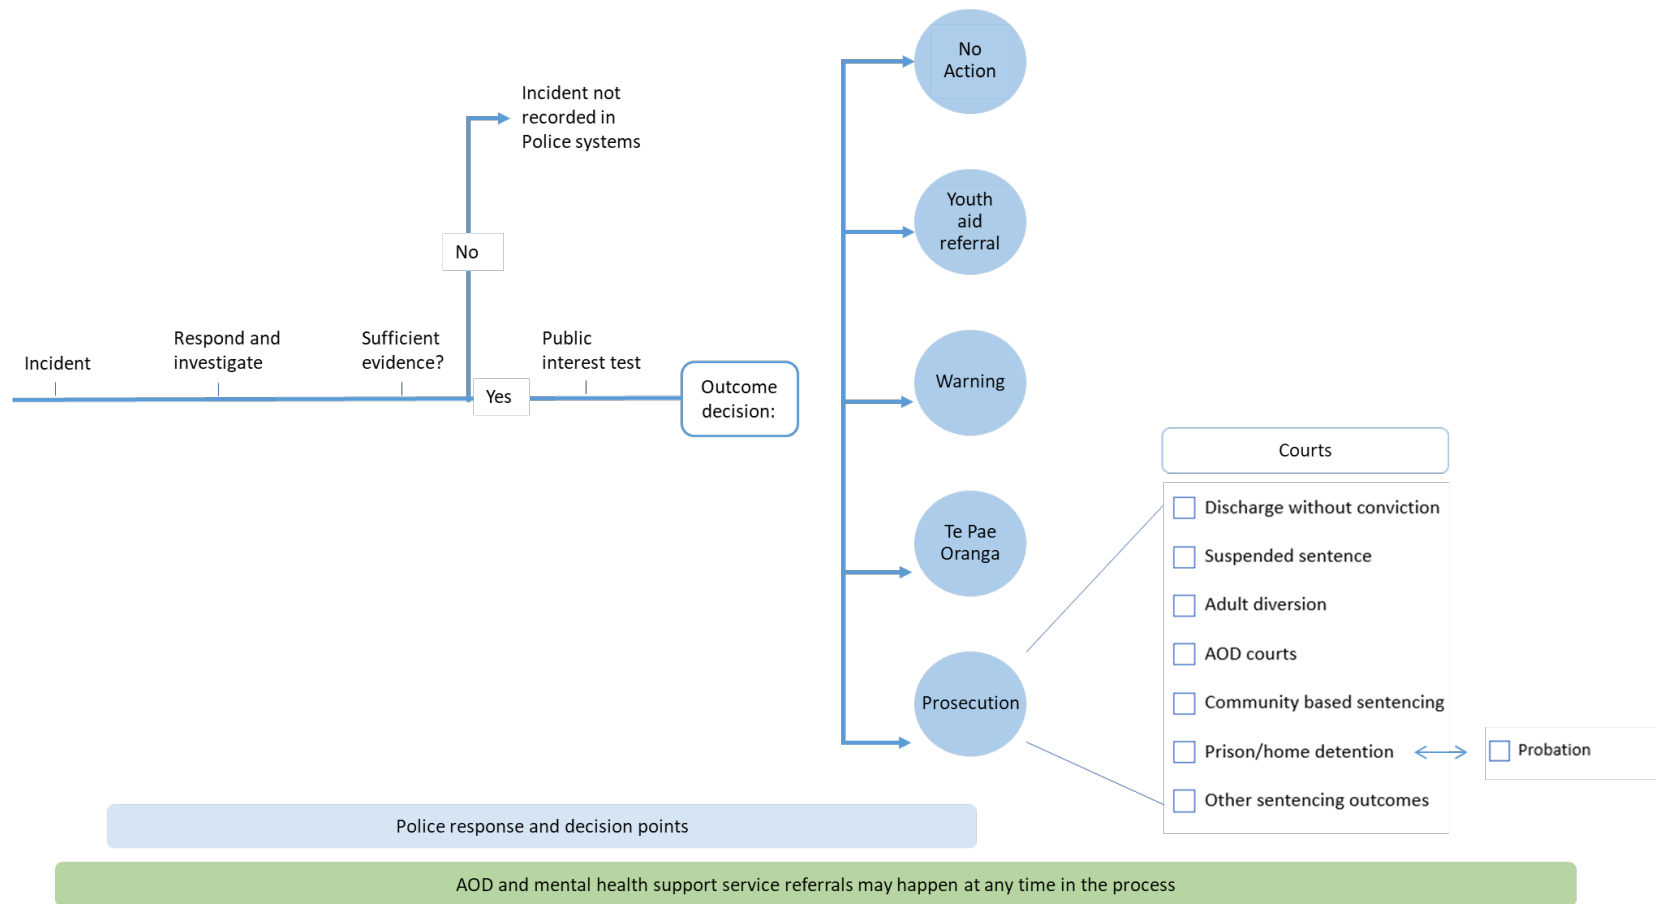 Incident
Respond and
investigate
Sufficient
evidence?
No
Incident not
recorded in
Police systems
Yes
Public
interest test
Outcome
decision:
No
Action
Youth
aid
referral
Warning
Te Pae
Oranga
Prosecution
Courts
Discharge without conviction
Suspended sentence
Adult diversion
AOD courts
Community based sentencing
Prison/home detention
Probation
Other sentencing outcomes
Police response and decision points
AOD and mental health support service referrals may happen at any time in the process